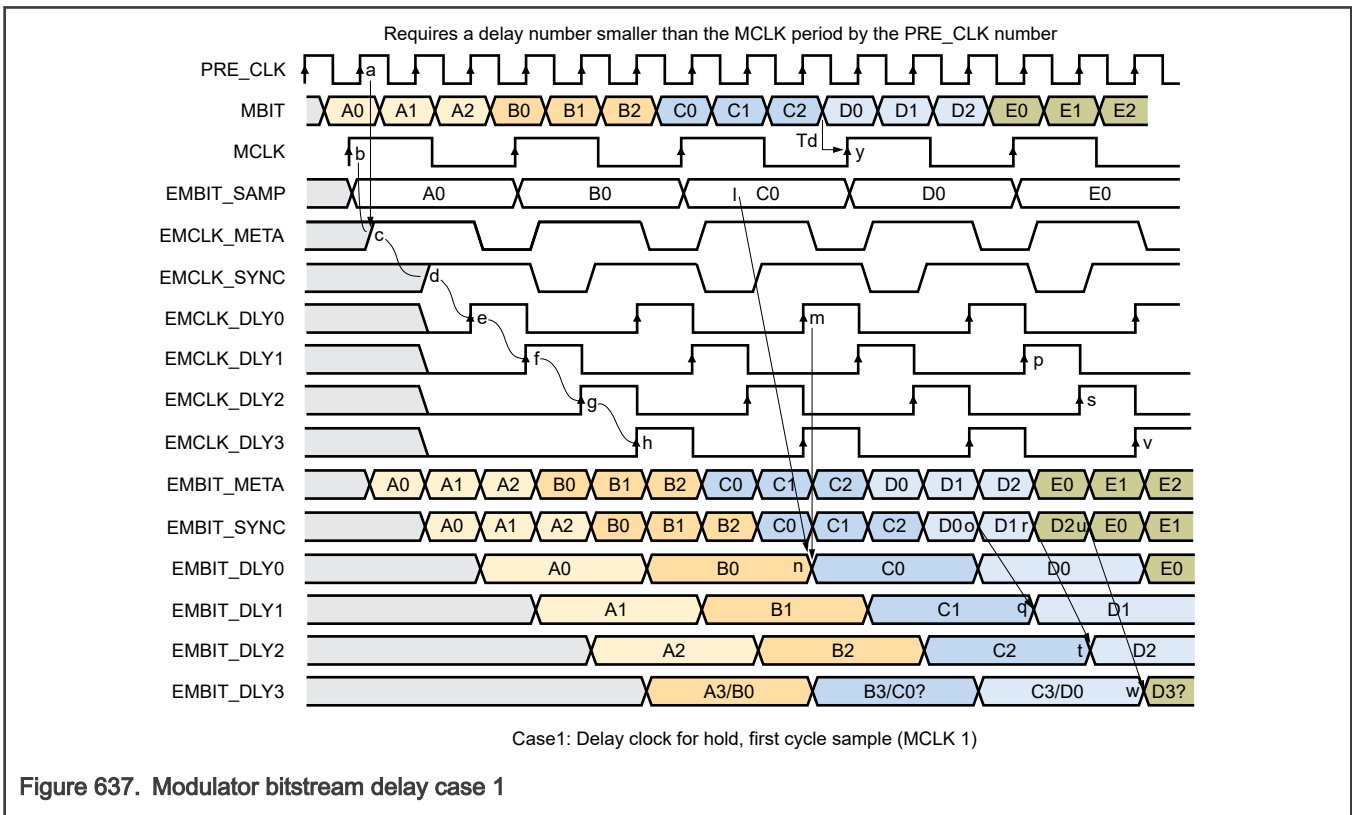 Requires a delay number smaller than the MCLK period by the PRE_CLK number
PRE_CLK a
MBIT A0 A1 A2 B0 B1 B2 C0 C1 C2 D0 D1 D2 E0 E1 E2
MCLK b Td y
EMBIT_SAMP A0 B0 l C0 D0 E0
EMCLK_META c
EMCLK_SYNC d
EMCLK_DLY0 e m
EMCLK_DLY1 f p
EMCLK_DLY2 g s
EMCLK_DLY3 h v
EMBIT_META A0 A1 A2 B0 B1 B2 C0 C1 C2 D0 D1 D2 E0 E1 E2
EMBIT_SYNC A0 A1 A2 B0 B1 B2 C0 C1 C2 D0 o D1 r D2 u E0 E1
EMBIT_DLY0 A0 B0 n C0 D0 E0
EMBIT_DLY1 A1 B1 C1 q D1
EMBIT_DLY2 A2 B2 C2 t D2
EMBIT_DLY3 A3/B0 B3/C0? C3/D0 w D3?
Case1: Delay clock for hold, first cycle sample (MCLK 1)
Figure 637. Modulator bitstream delay case 1